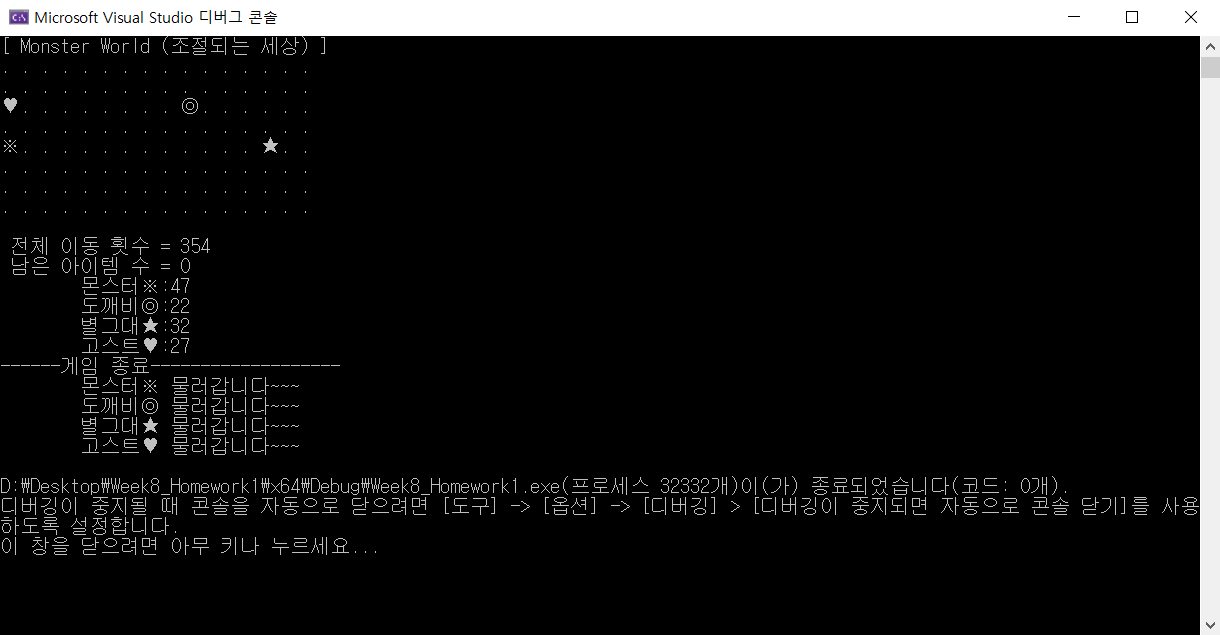 Microsoft Visual Studio 디버그 콘솔
[ Monster World (조절되는 세상) ]
. . . . . . . . . . . . . . . .
. . . . . . . . . . . . . . . .
♥. . . . . . . . ◎. . . . . .
. . . . . . . . . . . . . . . .
※. . . . . . . . . . . . ★. .
. . . . . . . . . . . . . . . .
. . . . . . . . . . . . . . . .
. . . . . . . . . . . . . . . .
전체 이동 횟수 = 354
남은 아이템 수 = 0
몬스터※:47
도깨비◎:22
별그대★:32
고스트♥:27
------게임 종료-------------------
몬스터※ 물러갑니다~~~
도깨비◎ 물러갑니다~~~
별그대★ 물러갑니다~~~
고스트♥ 물러갑니다~~~
D:₩Desktop₩Week8_Homework1₩x64₩Debug₩Week8_Homework1.exe(프로세스 32332개)이(가) 종료되었습니다(코드: 0개).
디버깅이 중지될 때 콘솔을 자동으로 닫으려면 [도구] -> [옵션] -> [디버깅] > [디버깅이 중지되면 자동으로 콘솔 닫기]를 사용
하도록 설정합니다.
이 창을 닫으려면 아무 키나 누르세요...